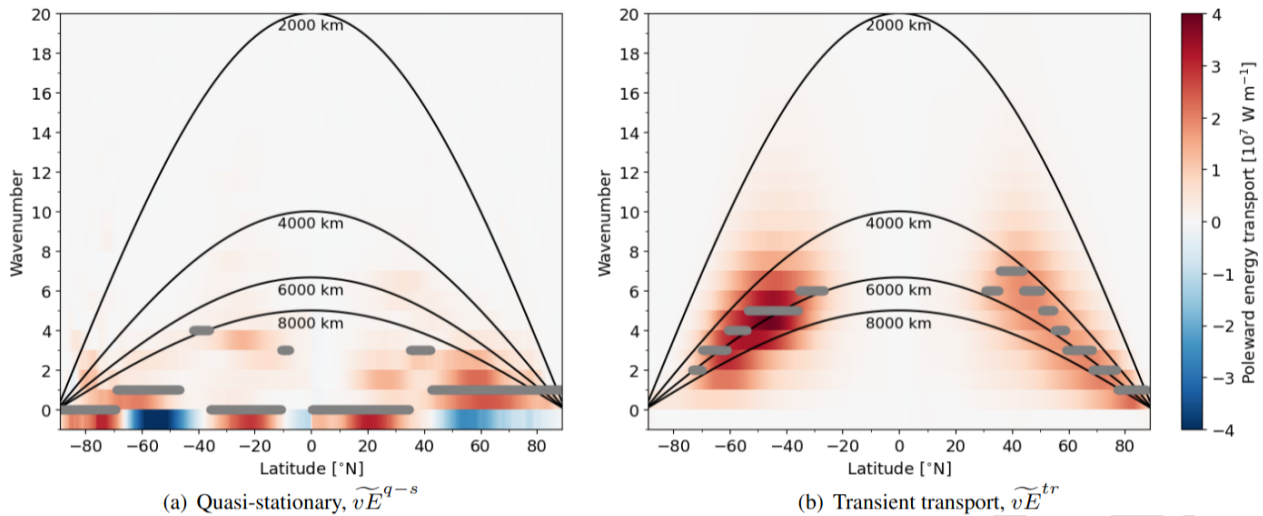 20
18
16
14
12
10
8
6
4
2
0
Wavenumber
2000 km
4000 km
6000 km
8000 km
−80 −60 −40 −20 0 20 40 60 80
Latitude [°N]
(a) Quasi-stationary, $\widetilde{vE}^{q-s}$
20
18
16
14
12
10
8
6
4
2
0
Wavenumber
2000 km
4000 km
6000 km
8000 km
−80 −60 −40 −20 0 20 40 60 80
Latitude [°N]
(b) Transient transport, $\widetilde{vE}^{tr}$
4
3
2
1
0
−1
−2
−3
−4
Poleward energy transport [10⁷ W m⁻¹]